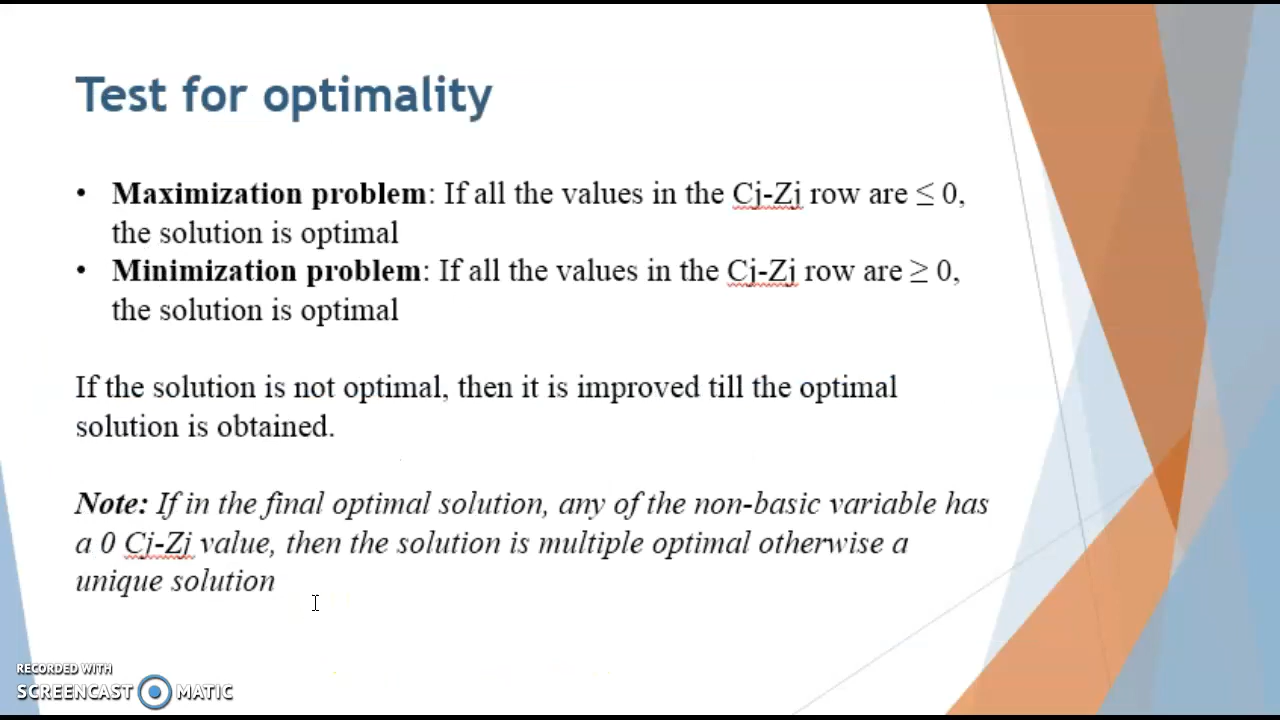 Test for optimality
• Maximization problem: If all the values in the Cj-Zj row are ≤ 0,
the solution is optimal
• Minimization problem: If all the values in the Cj-Zj row are ≥ 0,
the solution is optimal
If the solution is not optimal, then it is improved till the optimal
solution is obtained.
Note: If in the final optimal solution, any of the non-basic variable has
a 0 Cj-Zj value, then the solution is multiple optimal otherwise a
unique solution
RECORDED WITH
SCREENCAST MATIC